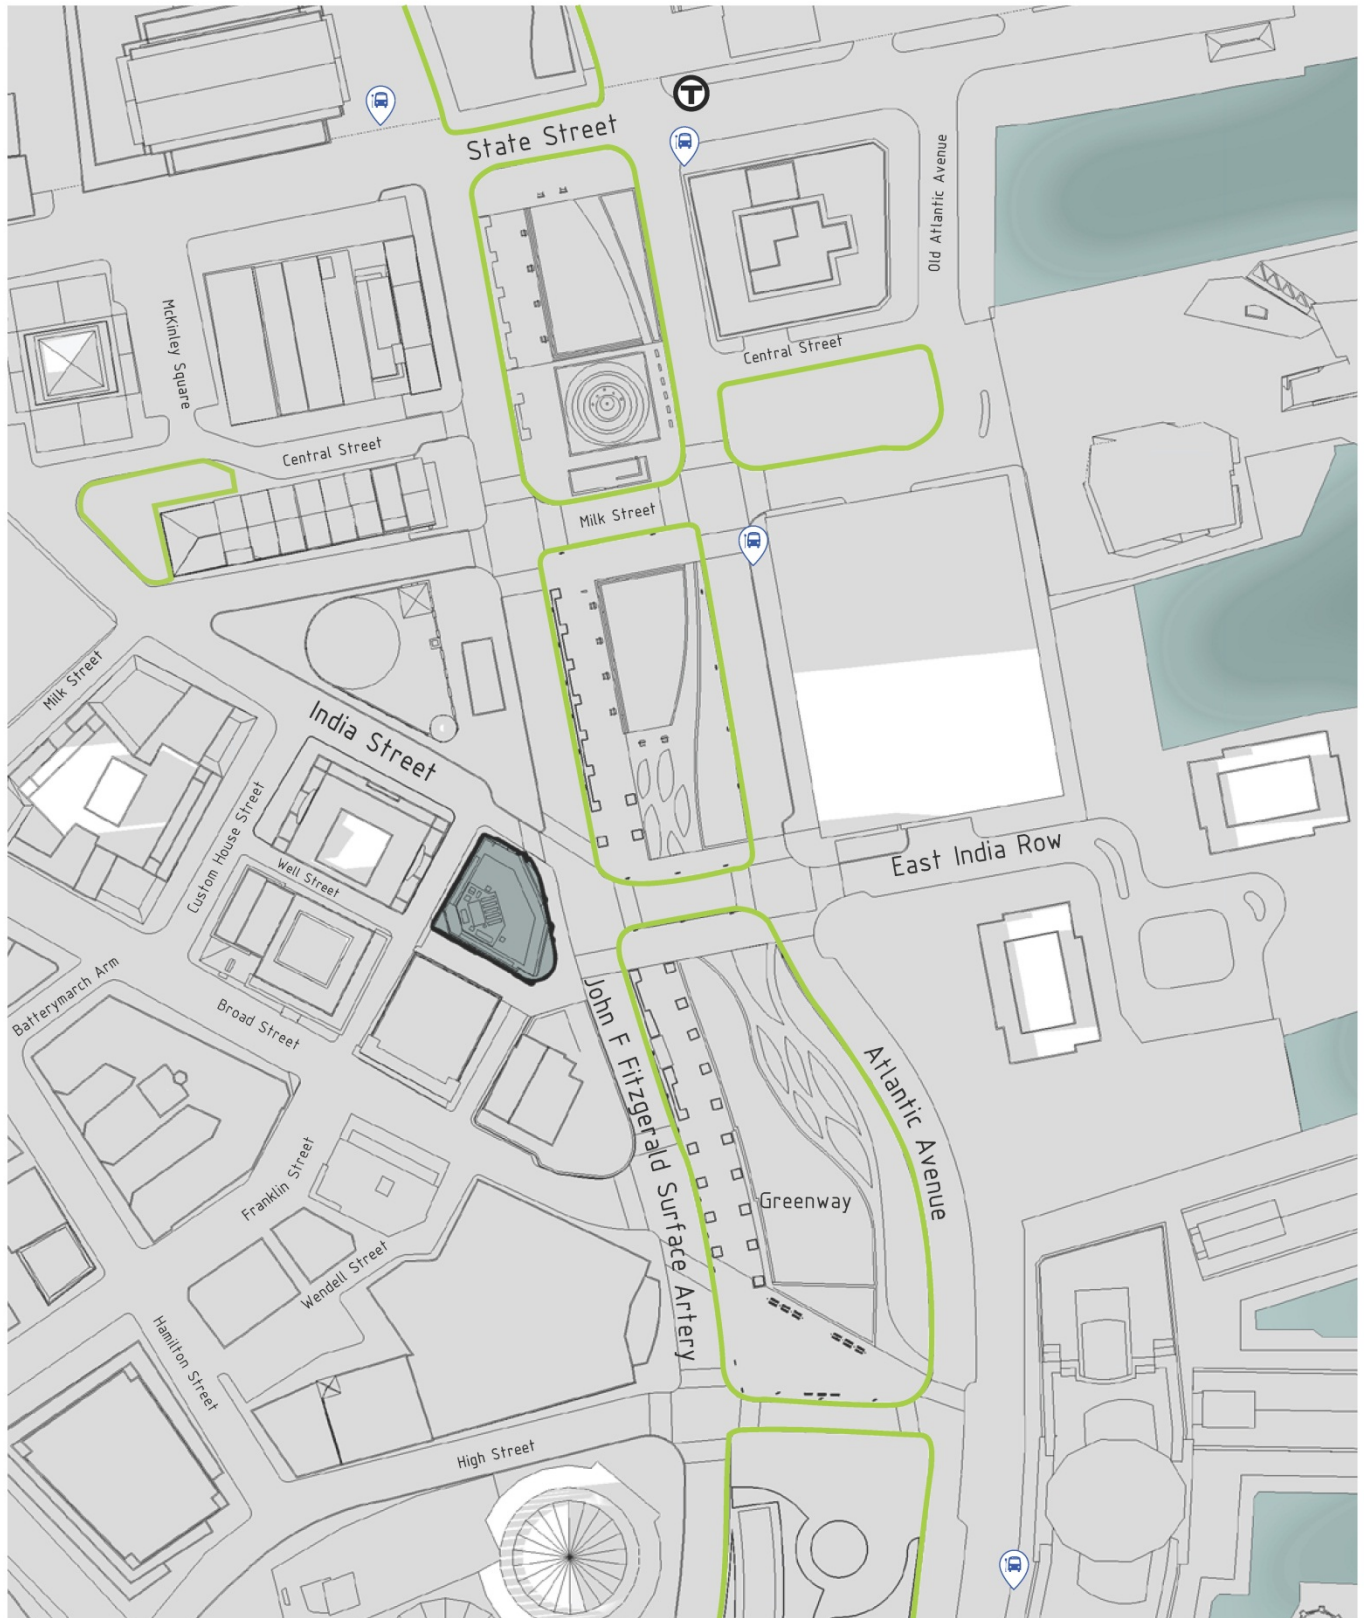 T
State Street
Old Atlantic Avenue
McKinley Square
Central Street
Central Street
Milk Street
Milk Street
India Street
Custom House Street
Well Street
East India Row
Batterymarch Arm
Broad Street
John F Fitzgerald Surface Artery
Atlantic Avenue
Franklin Street
Greenway
Wendell Street
Hamilton Street
High Street